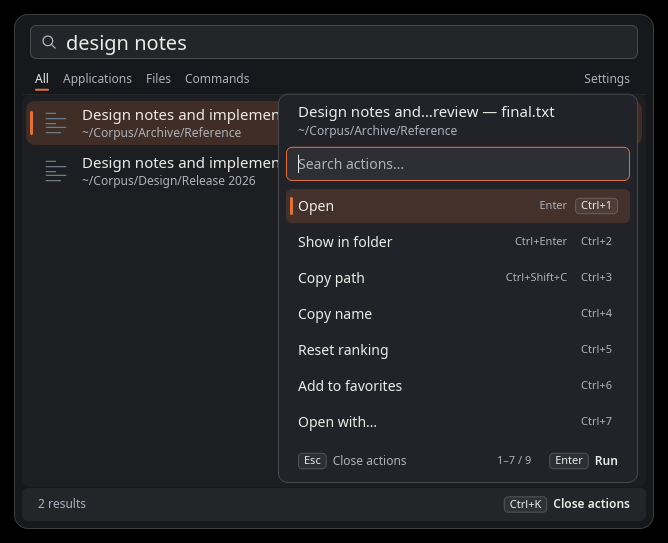 design notes
All Applications Files Commands Settings
Design notes and implemen
~/Corpus/Archive/Reference
Design notes and implemen
~/Corpus/Design/Release 2026
Design notes and...review — final.txt
~/Corpus/Archive/Reference
Search actions...
Open Enter Ctrl+1
Show in folder Ctrl+Enter Ctrl+2
Copy path Ctrl+Shift+C Ctrl+3
Copy name Ctrl+4
Reset ranking Ctrl+5
Add to favorites Ctrl+6
Open with... Ctrl+7
Esc Close actions 1–7 / 9 Enter Run
2 results Ctrl+K Close actions